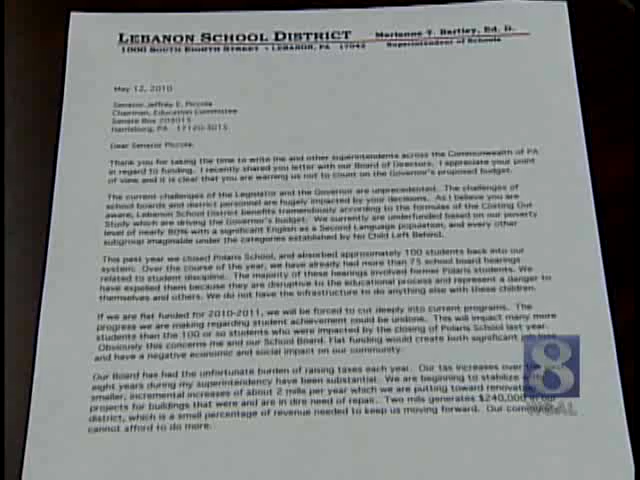 LEBANON SCHOOL DISTRICT
Marianne T. Bartley, Ed. D.
1000 SOUTH EIGHTH STREET • LEBANON, PA 17042
Superintendent of Schools
May 12, 2010
Senator Jeffrey E. Piccola
Chairman, Education Committee
Senate Box 203015
Harrisburg, PA 17120-3015
Dear Senator Piccola,
Thank you for taking the time to write me and other superintendents across the Commonwealth of PA
in regard to funding. I recently shared you letter with our Board of Directors. I appreciate your point
of view and it is clear that you are warning us not to count on the Governor's proposed budget.
The current challenges of the Legislator and the Governor are unprecedented. The challenges of
school boards and district personnel are hugely impacted by your decisions. As I believe you are
aware, Lebanon School District benefits tremendously according to the formulas of the Costing Out
Study which are driving the Governor's Budget. We currently are underfunded based on our poverty
level of nearly 80% with a significant English as a Second Language population, and every other
subgroup imaginable under the categories established by No Child Left Behind.
This past year we closed Polaris School, and absorbed approximately 100 students back into our
system. Over the course of the year, we have already had more than 75 school board hearings
related to student discipline. The majority of these hearings involved former Polaris students. We
have expelled them because they are disruptive to the educational process and represent a danger to
themselves and others. We do not have the infrastructure to do anything else with these children.
If we are flat funded for 2010-2011, we will be forced to cut deeply into current programs. The
progress we are making regarding student achievement could be undone. This will impact many more
students than the 100 or so students who were impacted by the closing of Polaris School last year.
Obviously this concerns me and our School Board. Flat funding would create both significant
and have a negative economic and social impact on our community.
Our Board has had the unfortunate burden of raising taxes each year. Our tax increases over
eight years during my superintendency have been substantial. We are beginning to stabilize
smaller, incremental increases of about 2 mils per year which we are putting toward
projects for buildings that were and are in dire need of repair. Two mils generates $240,000 in our
district, which is a small percentage of revenue needed to keep us moving forward. Our
cannot afford to do more.
8
WGAL